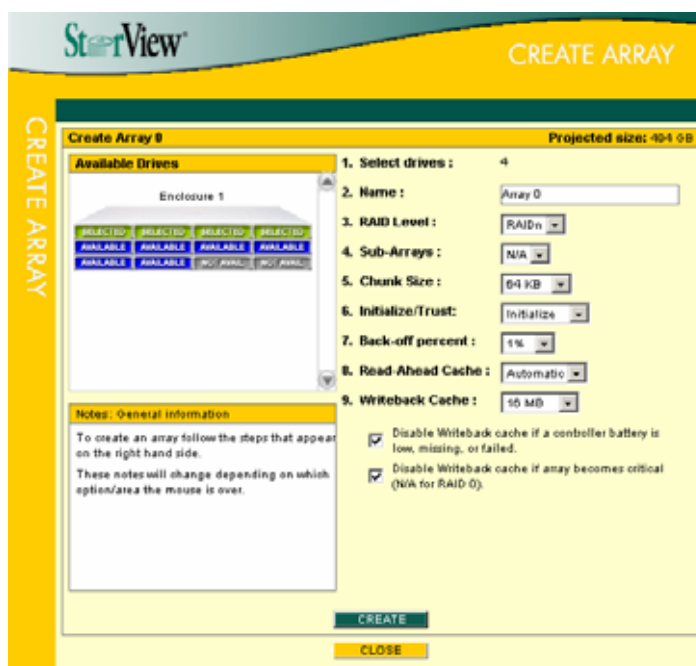 StorView
CREATE ARRAY
CREATE ARRAY
Create Array 0
Projected size: 494 GB
Available Drives
Enclosure 1
SELECTED SELECTED SELECTED SELECTED
AVAILABLE AVAILABLE AVAILABLE AVAILABLE
AVAILABLE AVAILABLE NOT AVAIL NOT AVAIL
Notes: General information
To create an array follow the steps that appear
on the right hand side.
These notes will change depending on which
option/area the mouse is over.
1. Select drives : 4
2. Name : Array 0
3. RAID Level : RAIDn
4. Sub-Arrays : N/A
5. Chunk Size : 64 KB
6. Initialize/Trust: Initialize
7. Back-off percent : 1%
8. Read-Ahead Cache : Automatic
9. Writeback Cache : 16 MB
Disable Writeback cache if a controller battery is
low, missing, or failed.
Disable Writeback cache if array becomes critical
(N/A for RAID 0).
CREATE
CLOSE